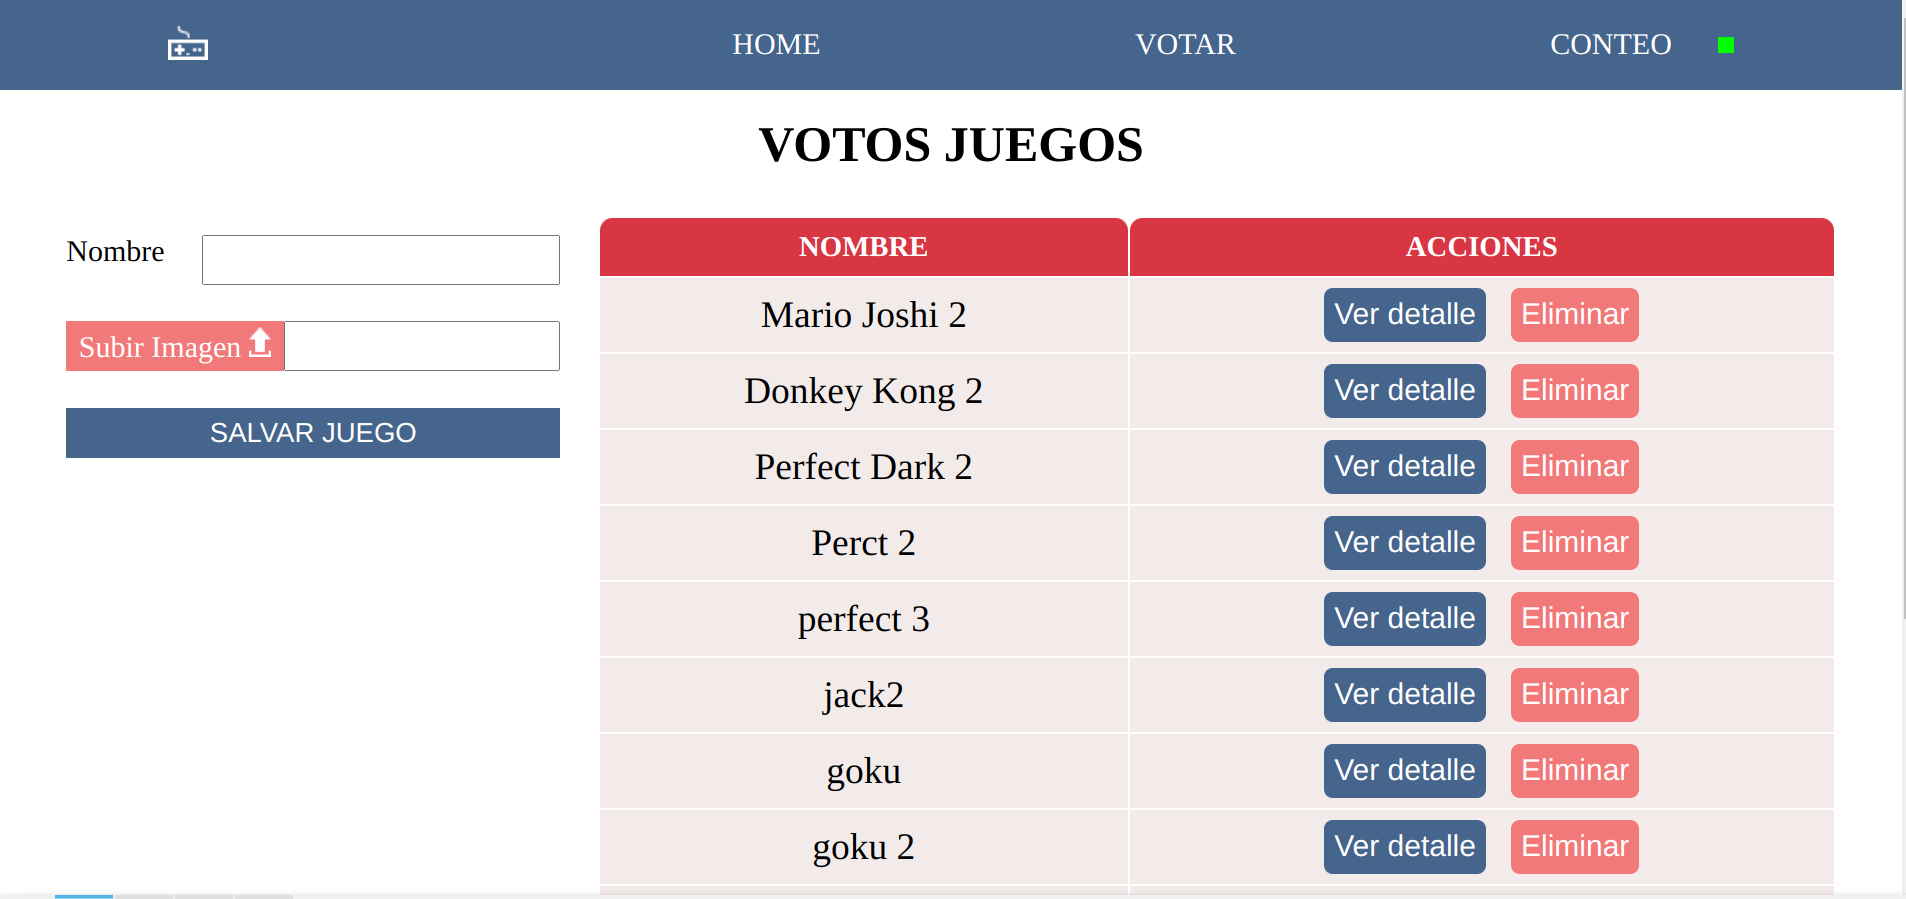 HOME VOTAR CONTEO
VOTOS JUEGOS
Nombre
Subir Imagen
SALVAR JUEGO
NOMBRE ACCIONES
Mario Joshi 2 Ver detalle Eliminar
Donkey Kong 2 Ver detalle Eliminar
Perfect Dark 2 Ver detalle Eliminar
Perct 2 Ver detalle Eliminar
perfect 3 Ver detalle Eliminar
jack2 Ver detalle Eliminar
goku Ver detalle Eliminar
goku 2 Ver detalle Eliminar